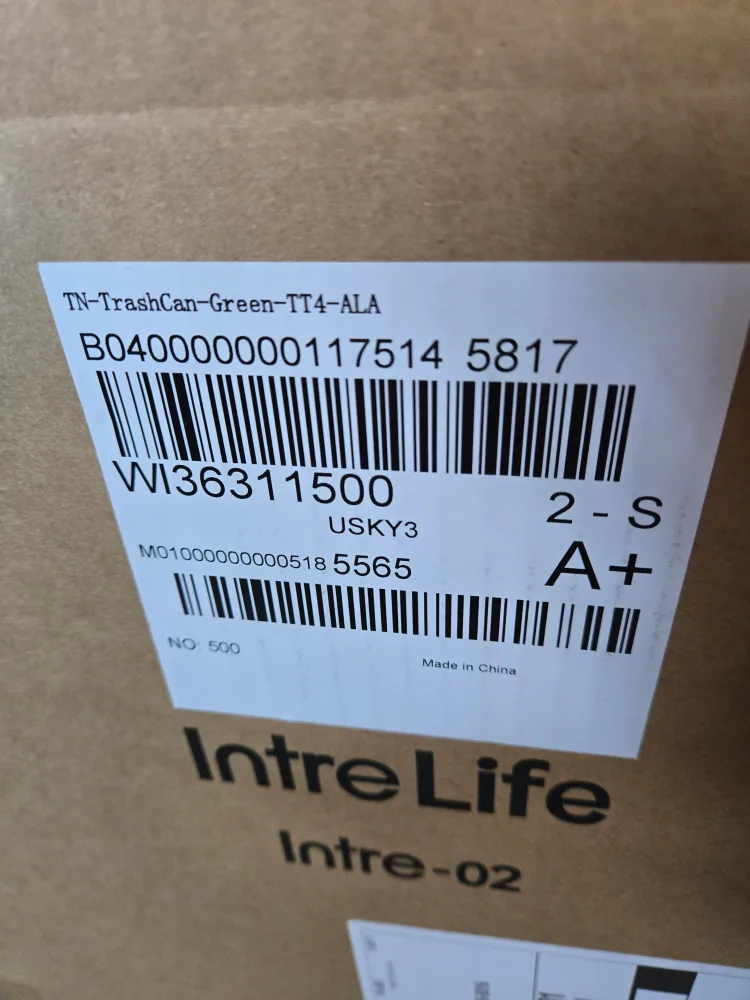 TN-TrashCan-Green-TT4-ALA
B040000000117514 5817
WI36311500
2 - S
USKY3
A+
M01000000000518 5565
NO: 500
Made in China
Intre Life
Intre-02